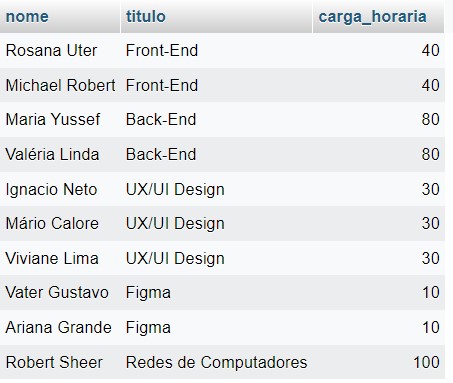 nome titulo carga_horaria
Rosana Uter Front-End 40
Michael Robert Front-End 40
Maria Yussef Back-End 80
Valéria Linda Back-End 80
Ignacio Neto UX/UI Design 30
Mário Calore UX/UI Design 30
Viviane Lima UX/UI Design 30
Vater Gustavo Figma 10
Ariana Grande Figma 10
Robert Sheer Redes de Computadores 100